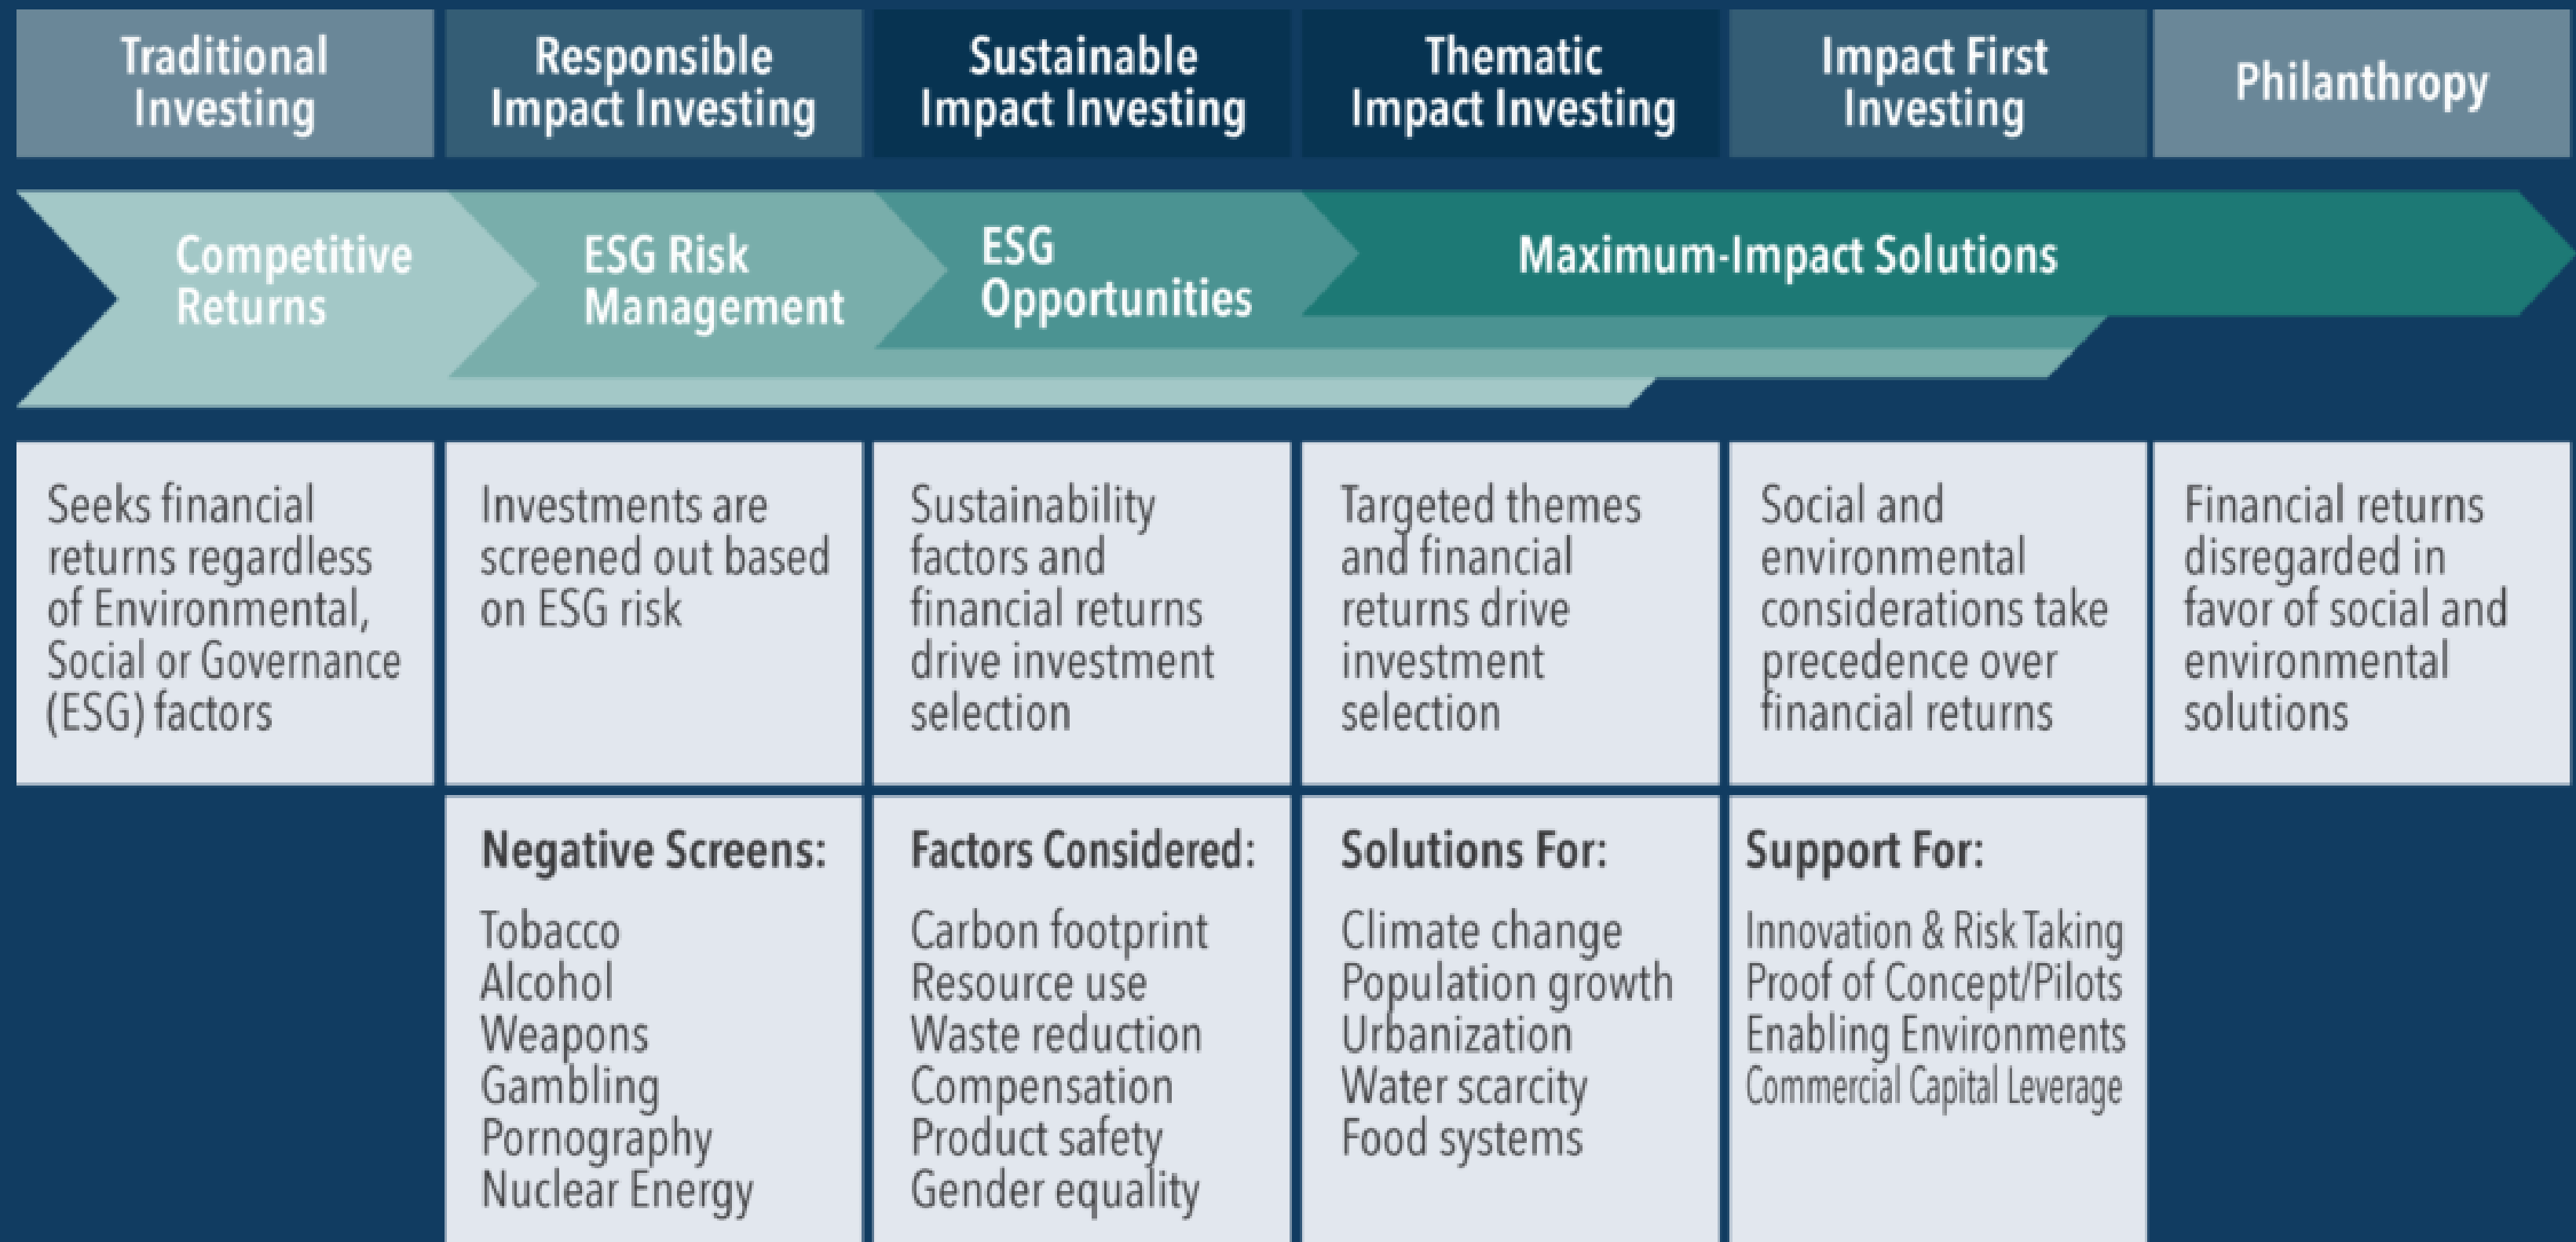 Traditional
Investing
Responsible
Impact Investing
Sustainable
Impact Investing
Thematic
Impact Investing
Impact First
Investing
Philanthropy
Competitive
Returns
ESG Risk
Management
ESG
Opportunities
Maximum-Impact Solutions
Seeks financial
returns regardless
of Environmental,
Social or Governance
(ESG) factors
Investments are
screened out based
on ESG risk
Sustainability
factors and
financial returns
drive investment
selection
Targeted themes
and financial
returns drive
investment
selection
Social and
environmental
considerations take
precedence over
financial returns
Financial returns
disregarded in
favor of social and
environmental
solutions
Negative Screens:
Tobacco
Alcohol
Weapons
Gambling
Pornography
Nuclear Energy
Factors Considered:
Carbon footprint
Resource use
Waste reduction
Compensation
Product safety
Gender equality
Solutions For:
Climate change
Population growth
Urbanization
Water scarcity
Food systems
Support For:
Innovation & Risk Taking
Proof of Concept/Pilots
Enabling Environments
Commercial Capital Leverage